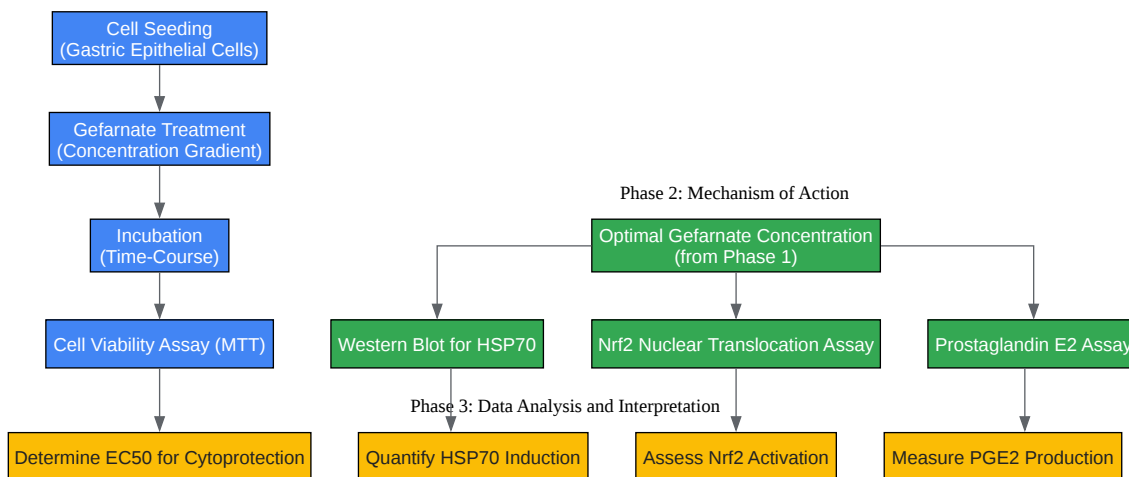 Cell Seeding
(Gastric Epithelial Cells)
Gefarnate Treatment
(Concentration Gradient)
Incubation
(Time-Course)
Cell Viability Assay (MTT)
Phase 2: Mechanism of Action
Optimal Gefarnate Concentration
(from Phase 1)
Western Blot for HSP70
Nrf2 Nuclear Translocation Assay
Prostaglandin E2 Assay
Phase 3: Data Analysis and Interpretation
Determine EC50 for Cytoprotection
Quantify HSP70 Induction
Assess Nrf2 Activation
Measure PGE2 Production